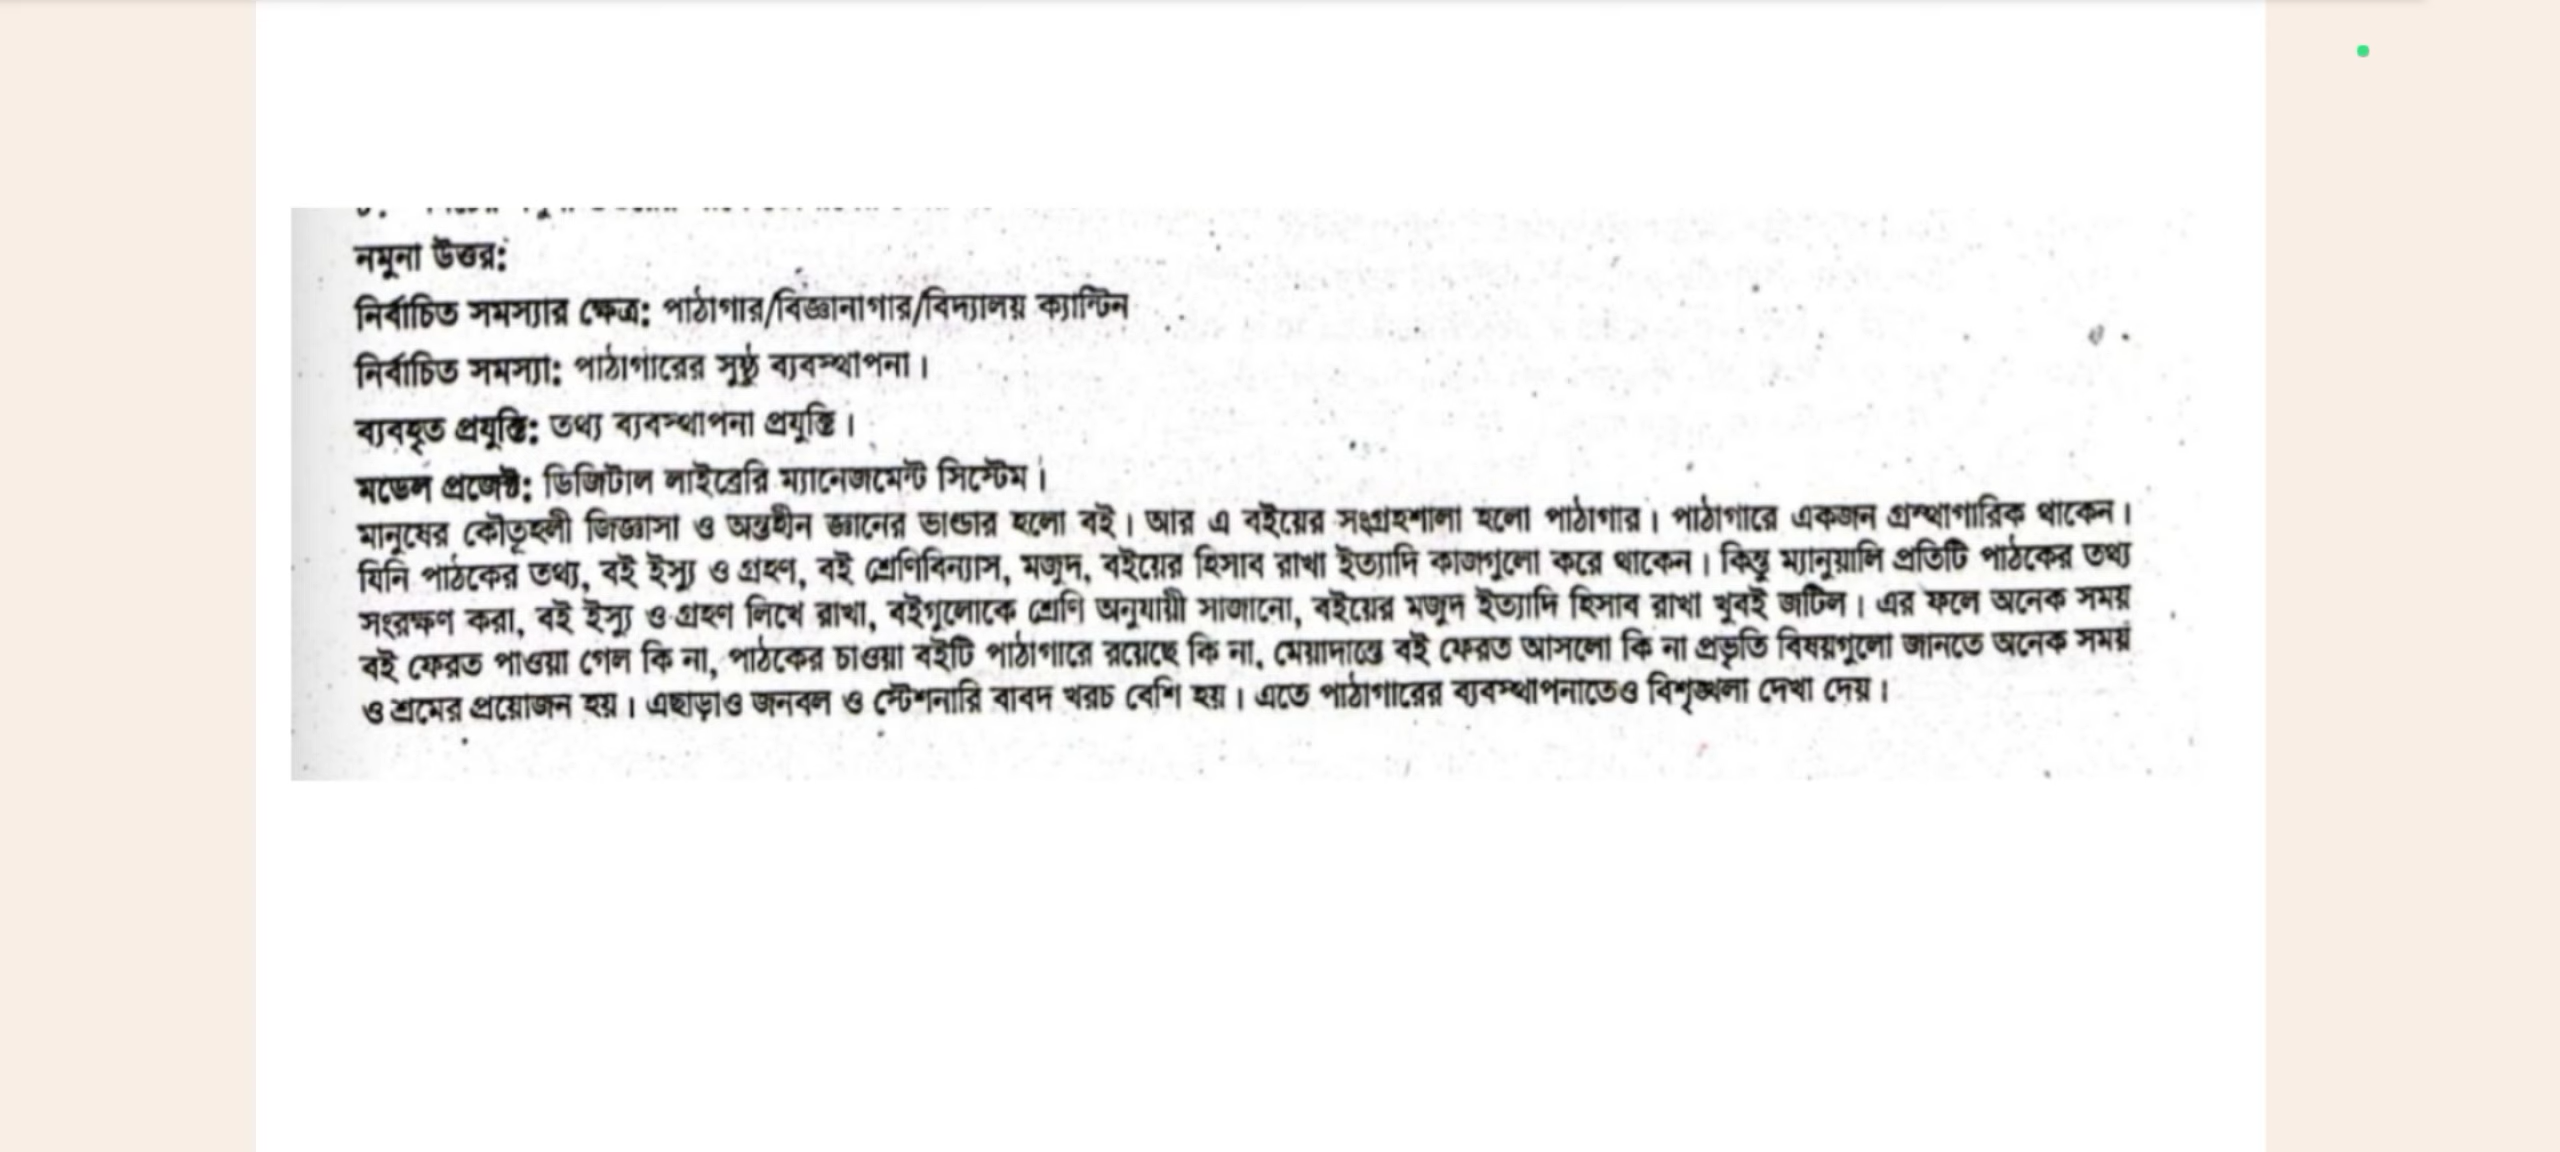 নমুনা উত্তর:
নির্বাচিত সমস্যার ক্ষেত্র: পাঠাগার/বিজ্ঞানাগার/বিদ্যালয় ক্যান্টিন
নির্বাচিত সমস্যা: পাঠাগারের সুষ্ঠু ব্যবস্থাপনা।
ব্যবহৃত প্রযুক্তি: তথ্য ব্যবস্থাপনা প্রযুক্তি।
মডেল প্রজেক্ট: ডিজিটাল লাইব্রেরি ম্যানেজমেন্ট সিস্টেম।
মানুষের কৌতূহলী জিজ্ঞাসা ও অন্তহীন জ্ঞানের ভাণ্ডার হলো বই। আর এ বইয়ের সংগ্রহশালা হলো পাঠাগার। পাঠাগারে একজন গ্রন্থাগারিক থাকেন।
যিনি পাঠকের তথ্য, বই ইস্যু ও গ্রহণ, বই শ্রেণিবিন্যাস, মজুদ, বইয়ের হিসাব রাখা ইত্যাদি কাজগুলো করে থাকেন। কিন্তু ম্যানুয়ালি প্রতিটি পাঠকের তথ্য
সংরক্ষণ করা, বই ইস্যু ও গ্রহণ লিখে রাখা, বইগুলোকে শ্রেণি অনুযায়ী সাজানো, বইয়ের মজুদ ইত্যাদি হিসাব রাখা খুবই জটিল। এর ফলে অনেক সময়
বই ফেরত পাওয়া গেল কি না, পাঠকের চাওয়া বইটি পাঠাগারে রয়েছে কি না, মেয়াদান্তে বই ফেরত আসলো কি না প্রভৃতি বিষয়গুলো জানতে অনেক সময়
ও শ্রমের প্রয়োজন হয়। এছাড়াও জনবল ও স্টেশনারি বাবদ খরচ বেশি হয়। এতে পাঠাগারের ব্যবস্থাপনাতেও বিশৃঙ্খলা দেখা দেয়।